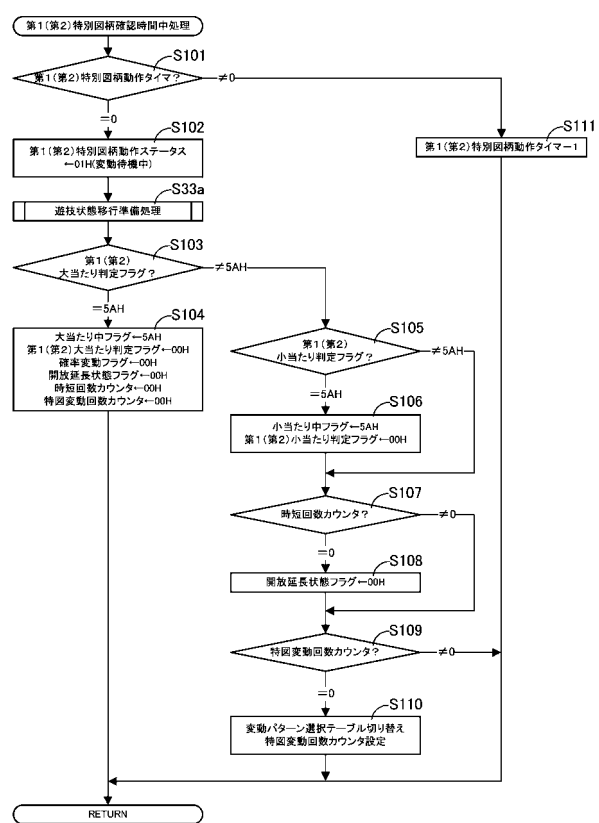 第1(第2)特別図柄確認時間中処理
S101
第1(第2)特別図柄動作タイマ?
≠0
=0
S102
第1(第2)特別図柄動作ステータス
←01H(変動待機中)
S111
第1(第2)特別図柄動作タイマー1
S33a
遊技状態移行準備処理
S103
第1(第2)
大当たり判定フラグ?
≠5AH
=5AH
S104
大当たり中フラグ←5AH
第1(第2)大当たり判定フラグ←00H
確率変動フラグ←00H
開放延長状態フラグ←00H
時短回数カウンタ←00H
特図変動回数カウンタ←00H
S105
第1(第2)
小当たり判定フラグ?
≠5AH
=5AH
S106
小当たり中フラグ←5AH
第1(第2)小当たり判定フラグ←00H
S107
時短回数カウンタ?
≠0
=0
S108
開放延長状態フラグ←00H
S109
特図変動回数カウンタ?
≠0
=0
S110
変動パターン選択テーブル切り替え
特図変動回数カウンタ設定
RETURN